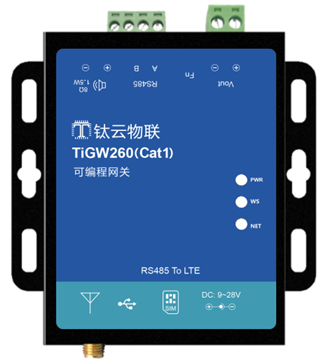 ⊖ ⊕ B A Fn ⊖ ⊕
8Ω 1.5W RS485 Vout
钛云物联
TiGW260(Cat1)
可编程网关
PWR
WS
NET
RS485 To LTE
SIM
DC: 9~28V